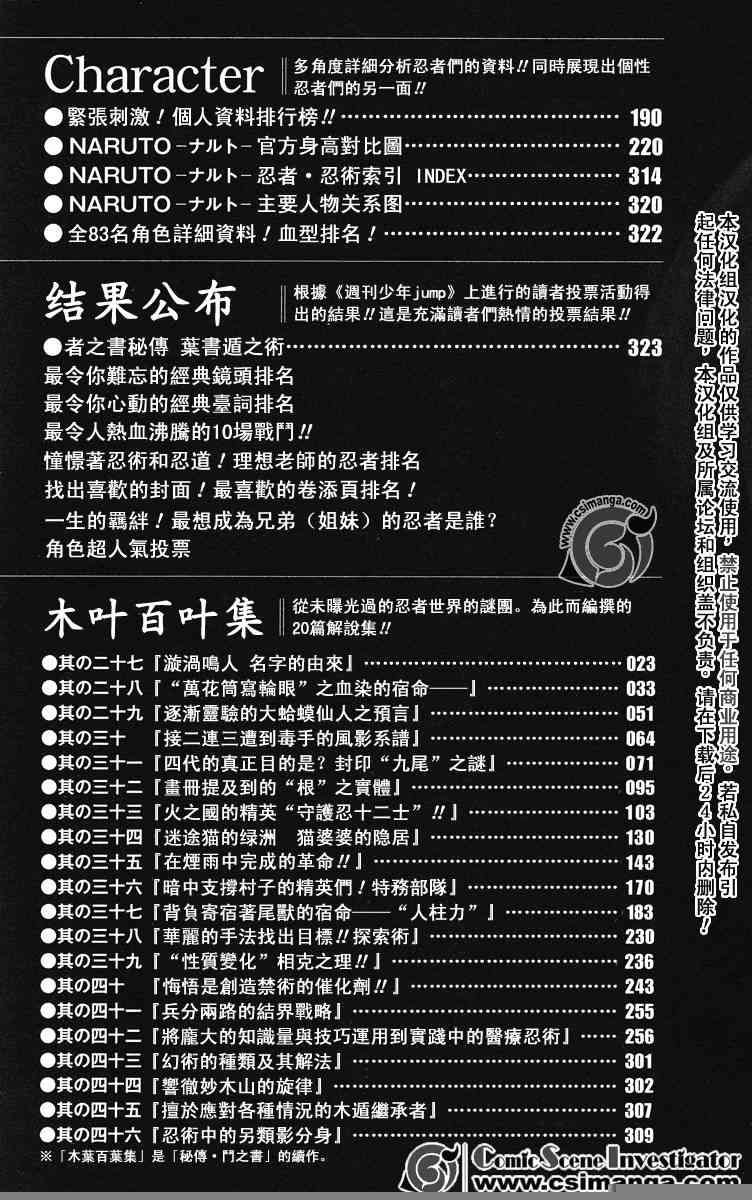 Character
多角度詳細分析忍者們的資料!!同時展現出個性
忍者們的另一面!!
●緊張刺激!個人資料排行榜!!…………………………………… 190
●NARUTO－ナルト－官方身高對比圖…………………………… 220
●NARUTO－ナルト－忍者・忍術索引 INDEX…………………… 314
●NARUTO－ナルト－主要人物关系图…………………………… 320
●全83名角色詳細資料!血型排名!……………………………… 322
结果公布
根據《週刊少年jump》上進行的讀者投票活動得
出的結果!!這是充滿讀者們熱情的投票結果!!
●者之書秘傳 葉書遁之術………………………………………… 323
最令你難忘的經典鏡頭排名
最令你心動的經典臺詞排名
最令人熱血沸騰的10場戰鬥!!
憧憬著忍術和忍道!理想老師的忍者排名
找出喜歡的封面!最喜歡的卷添頁排名!
一生的羈絆!最想成為兄弟（姐妹）的忍者是誰?
角色超人氣投票
www.csimanga.com
木叶百叶集
從未曝光過的忍者世界的謎團。為此而編撰的
20篇解說集!!
●其の二十七『漩渦鳴人 名字的由來』…………………………… 023
●其の二十八『“萬花筒寫輪眼”之血染的宿命——』…………… 033
●其の二十九『逐漸靈驗的大蛤蟆仙人之預言』………………… 051
●其の三十 『接二連三遭到毒手的風影系譜』………………… 064
●其の三十一『四代的真正目的是?封印“九尾”之謎』………… 071
●其の三十二『畫冊提及到的“根”之實體』……………………… 095
●其の三十三『火之國的精英“守護忍十二士”!!』……………… 103
●其の三十四『迷途猫的绿洲 猫婆婆的隐居』………………… 130
●其の三十五『在煙雨中完成的革命!!』………………………… 143
●其の三十六『暗中支撐村子的精英們!特務部隊』…………… 170
●其の三十七『背負寄宿著尾獸的宿命——“人柱力”』………… 183
●其の三十八『華麗的手法找出目標!!探索術』………………… 230
●其の三十九『“性質變化”相克之理!!』………………………… 236
●其の四十 『悔悟是創造禁術的催化劑!!』…………………… 243
●其の四十一『兵分兩路的結界戰略』…………………………… 255
●其の四十二『將龐大的知識量與技巧運用到實踐中的醫療忍術』…… 256
●其の四十三『幻術的種類及其解法』…………………………… 301
●其の四十四『響徹妙木山的旋律』……………………………… 302
●其の四十五『擅於應對各種情況的木遁繼承者』……………… 307
●其の四十六『忍術中的另類影分身』…………………………… 309
※「木葉百葉集」是「秘傳・鬥之書」的續作。
本汉化组汉化的作品仅供学习交流使用，禁止使用于任何商业用途。若私自发布引
起任何法律问题，本汉化组及所属论坛和组织盖不负责。请在下载后24小时内删除！
ComicSceneInvestigator
www.csimanga.com